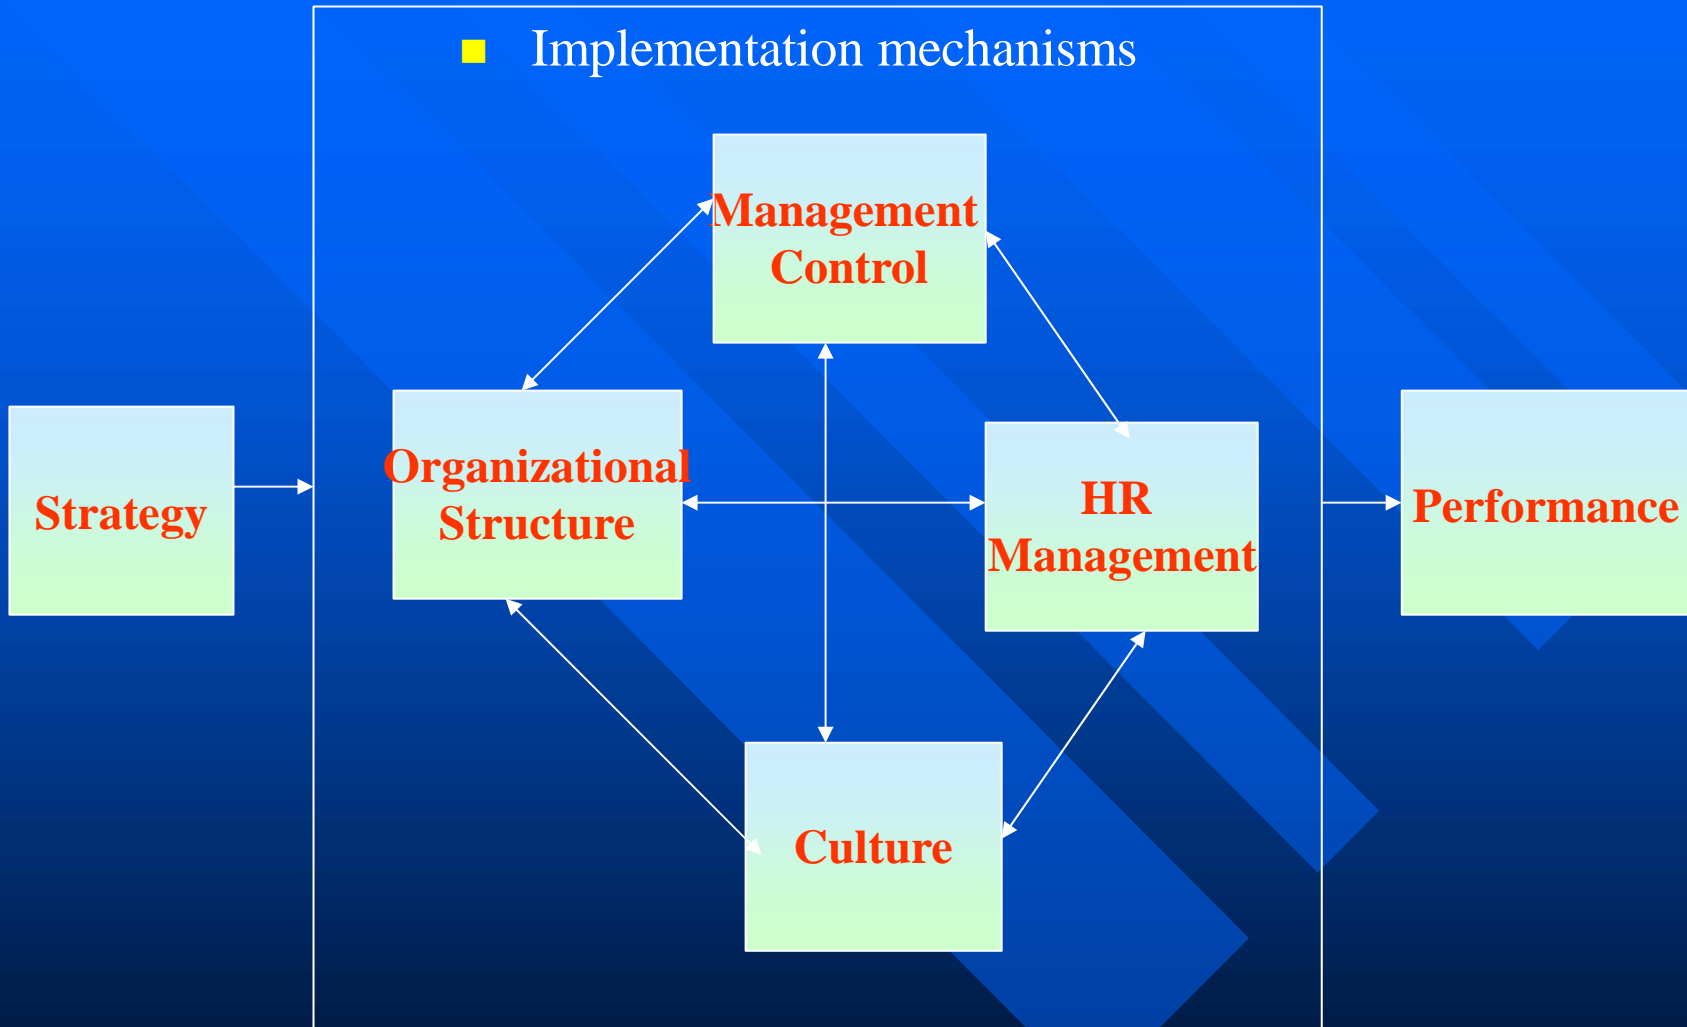 Implementation mechanisms
Management
Control
Strategy
Organizational
Structure
HR
Management
Performance
Culture